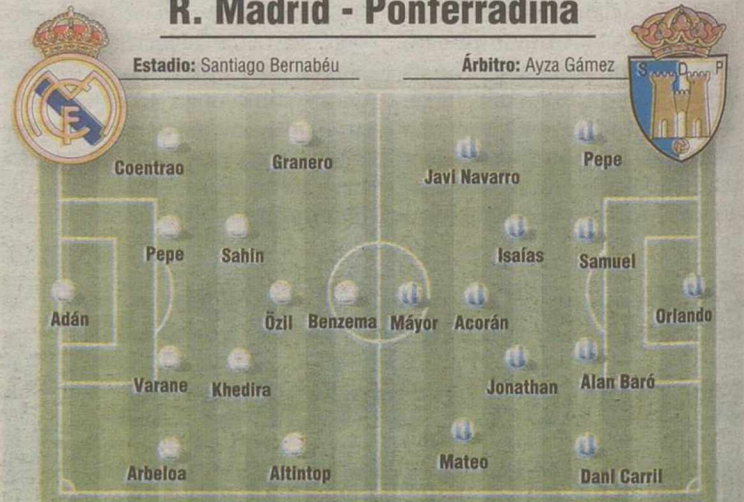 R. Madrid - Ponferradina
Estadio: Santiago Bernabéu
Árbitro: Ayza Gámez
S D P
Coentrao
Granero
Javi Navarro
Pepe
Pepe
Sahin
Isaías
Samuel
Adán
Özil
Benzema
Máyor
Acorán
Orlando
Varane
Khedira
Jonathan
Alan Baró
Arbeloa
Altintop
Mateo
Dani Carril